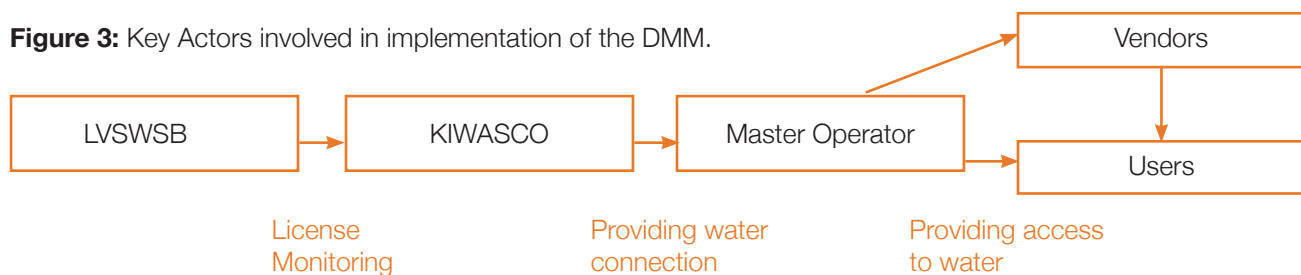 Vendors
Figure 3: Key Actors involved in implementation of the DMM.
LVSWSB
KIWASCO
Master Operator
Users
License
Monitoring
Providing water
connection
Providing access
to water